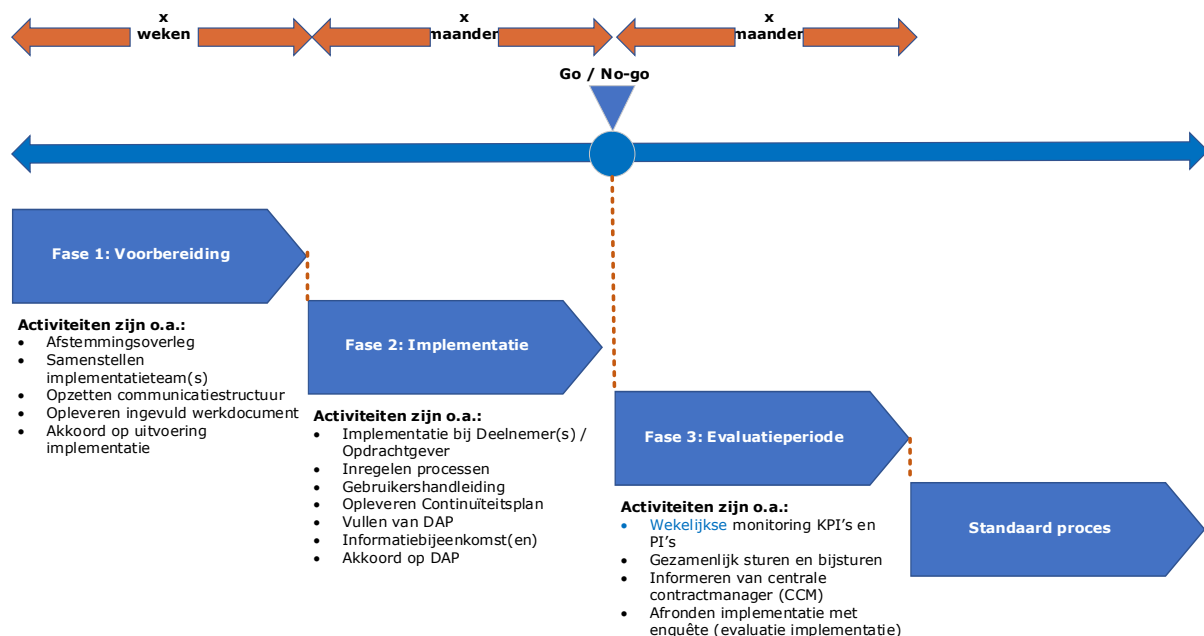 x
weken
x
maander
x
maander
Go / No-go
Fase 1: Voorbereiding
Activiteiten zijn o.a.:
• Afstemmingsoverleg
• Samenstellen
implementatieteam(s)
• Opzetten communicatiestructuur
• Opleveren ingevuld werkdocument
• Akkoord op uitvoering
implementatie
Fase 2: Implementatie
Activiteiten zijn o.a.:
• Implementatie bij Deelnemer(s) /
Opdrachtgever
• Inregelen processen
• Gebruikershandleiding
• Opleveren Continuïteitsplan
• Vullen van DAP
• Informatiebijeenkomst(en)
• Akkoord op DAP
Fase 3: Evaluatieperiode
Activiteiten zijn o.a.:
• Wekelijkse monitoring KPI’s en
PI’s
• Gezamenlijk sturen en bijsturen
• Informeren van centrale
contractmanager (CCM)
• Afronden implementatie met
enquête (evaluatie implementatie)
Standaard proces